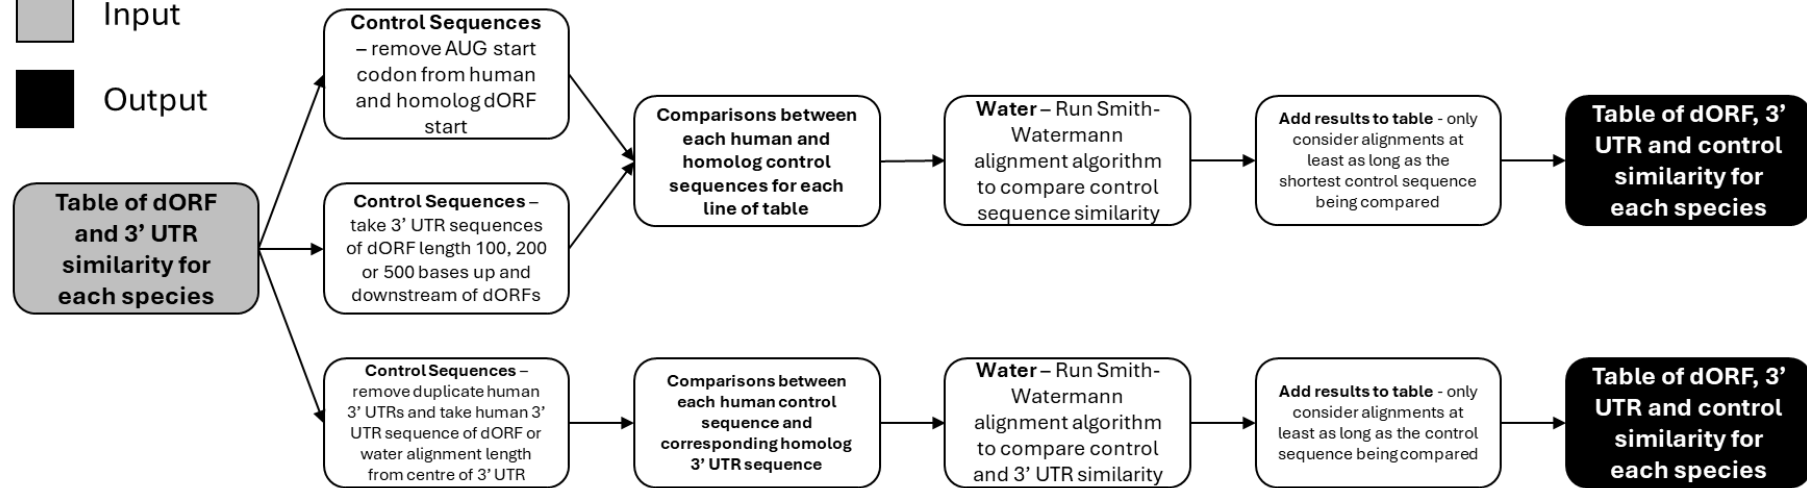 Input
Output
Table of dORF
and 3’ UTR
similarity for
each species
Control Sequences
– remove AUG start
codon from human
and homolog dORF
start
Control Sequences –
take 3’ UTR sequences
of dORF length 100, 200
or 500 bases up and
downstream of dORFs
Comparisons between
each human and
homolog control
sequences for each
line of table
Water – Run Smith-
Watermann
alignment algorithm
to compare control
sequence similarity
Add results to table - only
consider alignments at
least as long as the
shortest control sequence
being compared
Table of dORF, 3’
UTR and control
similarity for
each species
Control Sequences –
remove duplicate human
3’ UTRs and take human 3’
UTR sequence of dORF or
water alignment length
from centre of 3’ UTR
Comparisons between
each human control
sequence and
corresponding homolog
3’ UTR sequence
Water – Run Smith-
Watermann
alignment algorithm
to compare control
and 3’ UTR similarity
Add results to table - only
consider alignments at
least as long as the control
sequence being compared
Table of dORF, 3’
UTR and control
similarity for
each species